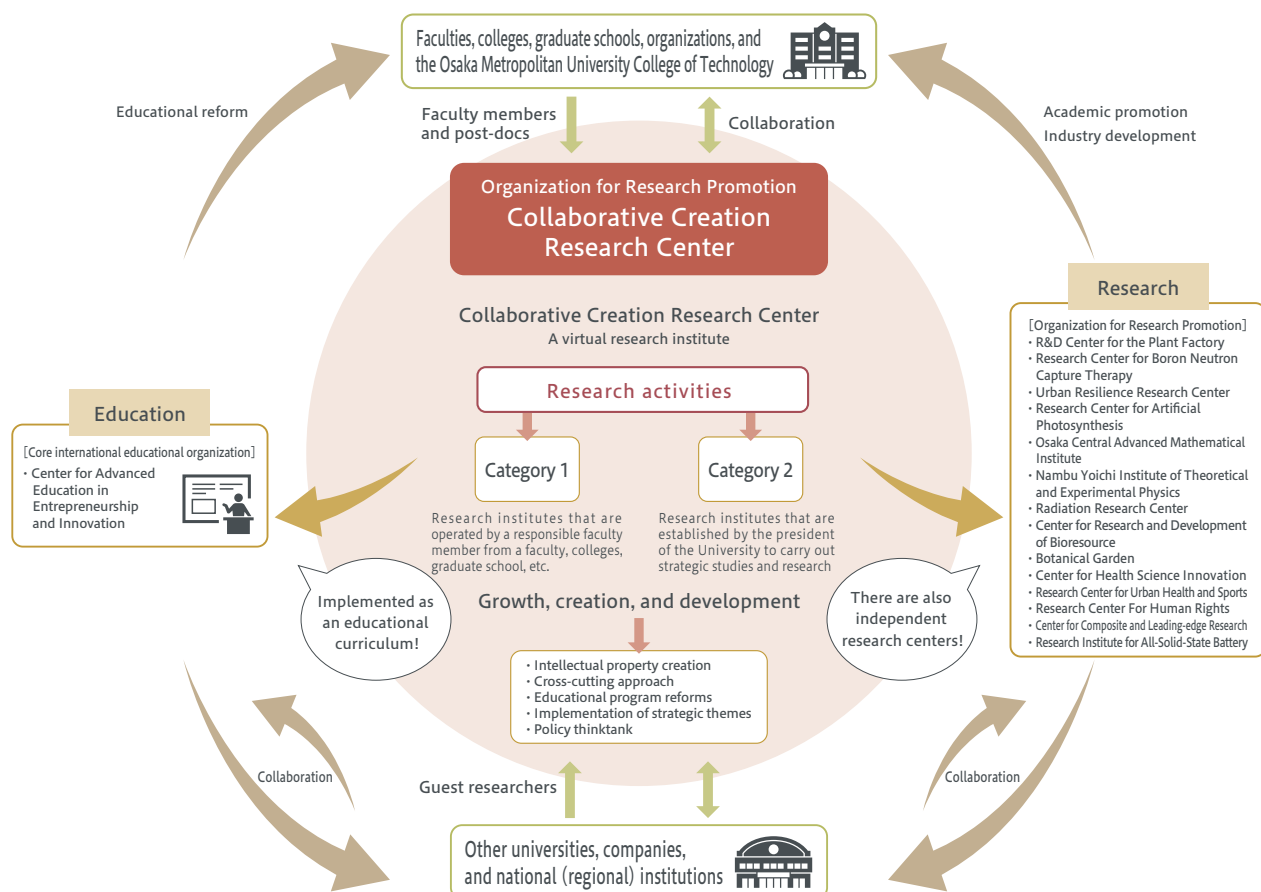 Faculties, colleges, graduate schools, organizations, and
the Osaka Metropolitan University College of Technology
Educational reform
Faculty members
and post-docs
Collaboration
Academic promotion
Industry development
Organization for Research Promotion
Collaborative Creation
Research Center
Collaborative Creation Research Center
A virtual research institute
Research activities
Category 1
Category 2
Research institutes that are
operated by a responsible faculty
member from a faculty, colleges,
graduate school, etc.
Research institutes that are
established by the president
of the University to carry out
strategic studies and research
Education
[Core international educational organization]
・Center for Advanced
Education in
Entrepreneurship
and Innovation
Implemented as
an educational
curriculum!
Research
[Organization for Research Promotion]
・R&D Center for the Plant Factory
・Research Center for Boron Neutron
Capture Therapy
・Urban Resilience Research Center
・Research Center for Artificial
Photosynthesis
・Osaka Central Advanced Mathematical
Institute
・Nambu Yoichi Institute of Theoretical
and Experimental Physics
・Radiation Research Center
・Center for Research and Development
of Bioresource
・Botanical Garden
・Center for Health Science Innovation
・Research Center for Urban Health and Sports
・Research Center For Human Rights
・Center for Composite and Leading-edge Research
・Research Institute for All-Solid-State Battery
There are also
independent
research centers!
Growth, creation, and development
・Intellectual property creation
・Cross-cutting approach
・Educational program reforms
・Implementation of strategic themes
・Policy thinktank
Collaboration
Guest researchers
Collaboration
Other universities, companies,
and national (regional) institutions